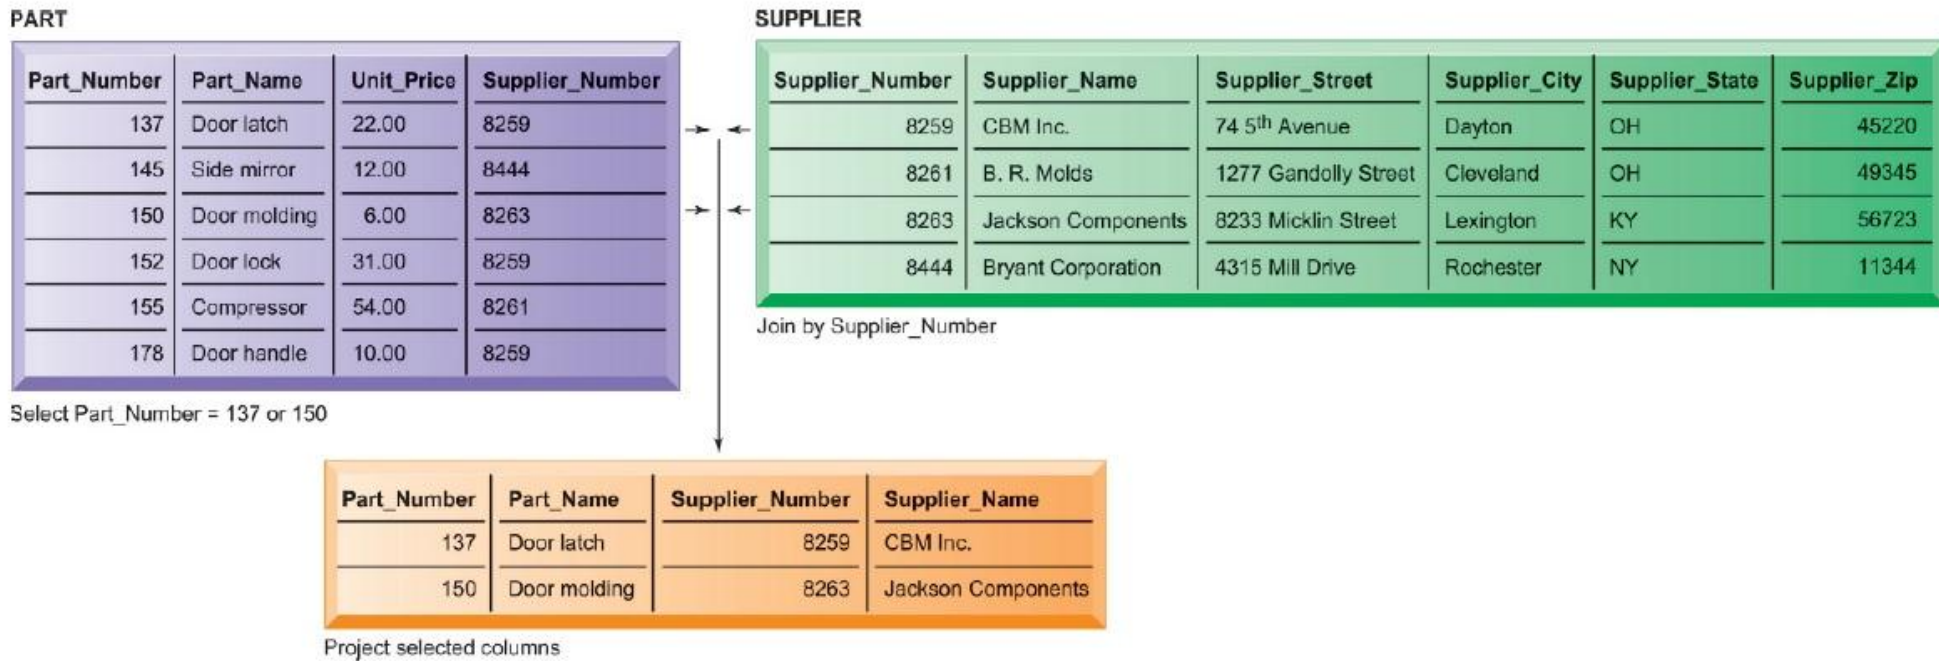 PART
Part_Number Part_Name Unit_Price Supplier_Number
137 Door latch 22.00 8259
145 Side mirror 12.00 8444
150 Door molding 6.00 8263
152 Door lock 31.00 8259
155 Compressor 54.00 8261
178 Door handle 10.00 8259
Select Part_Number = 137 or 150
SUPPLIER
Supplier_Number Supplier_Name Supplier_Street Supplier_City Supplier_State Supplier_Zip
8259 CBM Inc. 74 5th Avenue Dayton OH 45220
8261 B. R. Molds 1277 Gandolly Street Cleveland OH 49345
8263 Jackson Components 8233 Micklin Street Lexington KY 56723
8444 Bryant Corporation 4315 Mill Drive Rochester NY 11344
Join by Supplier_Number
Part_Number Part_Name Supplier_Number Supplier_Name
137 Door latch 8259 CBM Inc.
150 Door molding 8263 Jackson Components
Project selected columns